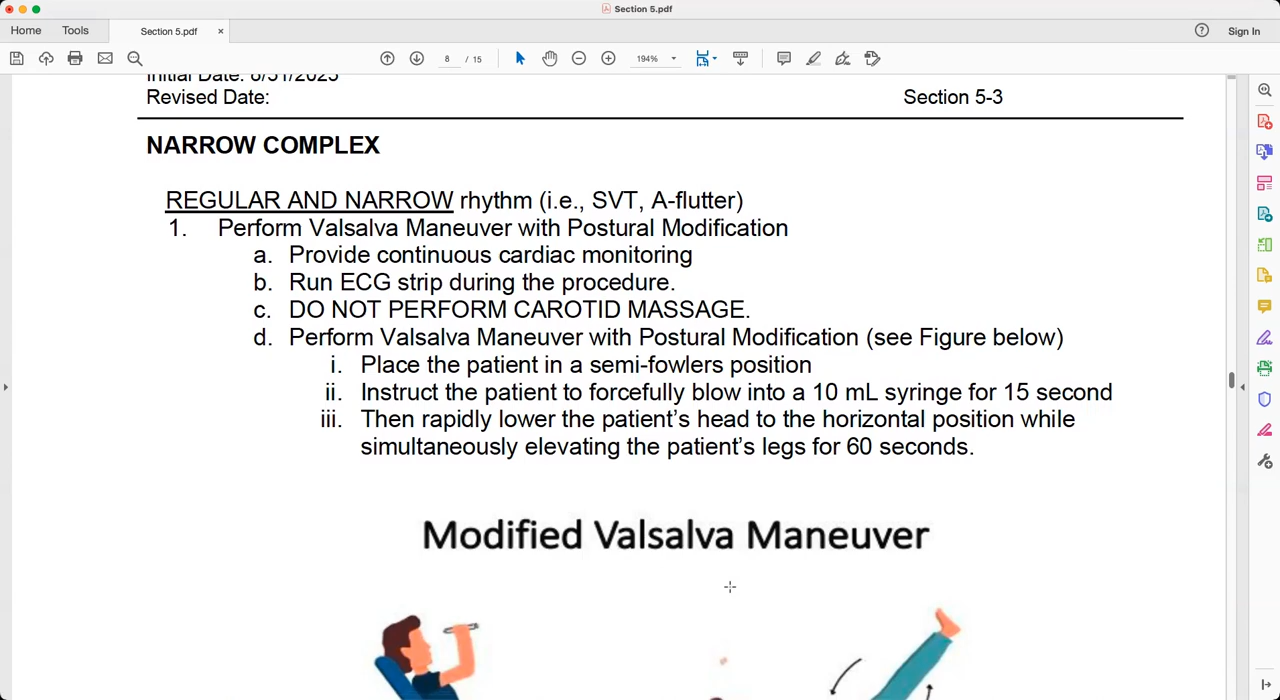 Section 5.pdf
Home Tools Section 5.pdf × Sign In
8 / 15 194%
Initial Date: 8/31/2023
Revised Date: Section 5-3
NARROW COMPLEX
REGULAR AND NARROW rhythm (i.e., SVT, A-flutter)
1. Perform Valsalva Maneuver with Postural Modification
a. Provide continuous cardiac monitoring
b. Run ECG strip during the procedure.
c. DO NOT PERFORM CAROTID MASSAGE.
d. Perform Valsalva Maneuver with Postural Modification (see Figure below)
i. Place the patient in a semi-fowlers position
ii. Instruct the patient to forcefully blow into a 10 mL syringe for 15 second
iii. Then rapidly lower the patient's head to the horizontal position while
simultaneously elevating the patient's legs for 60 seconds.
Modified Valsalva Maneuver